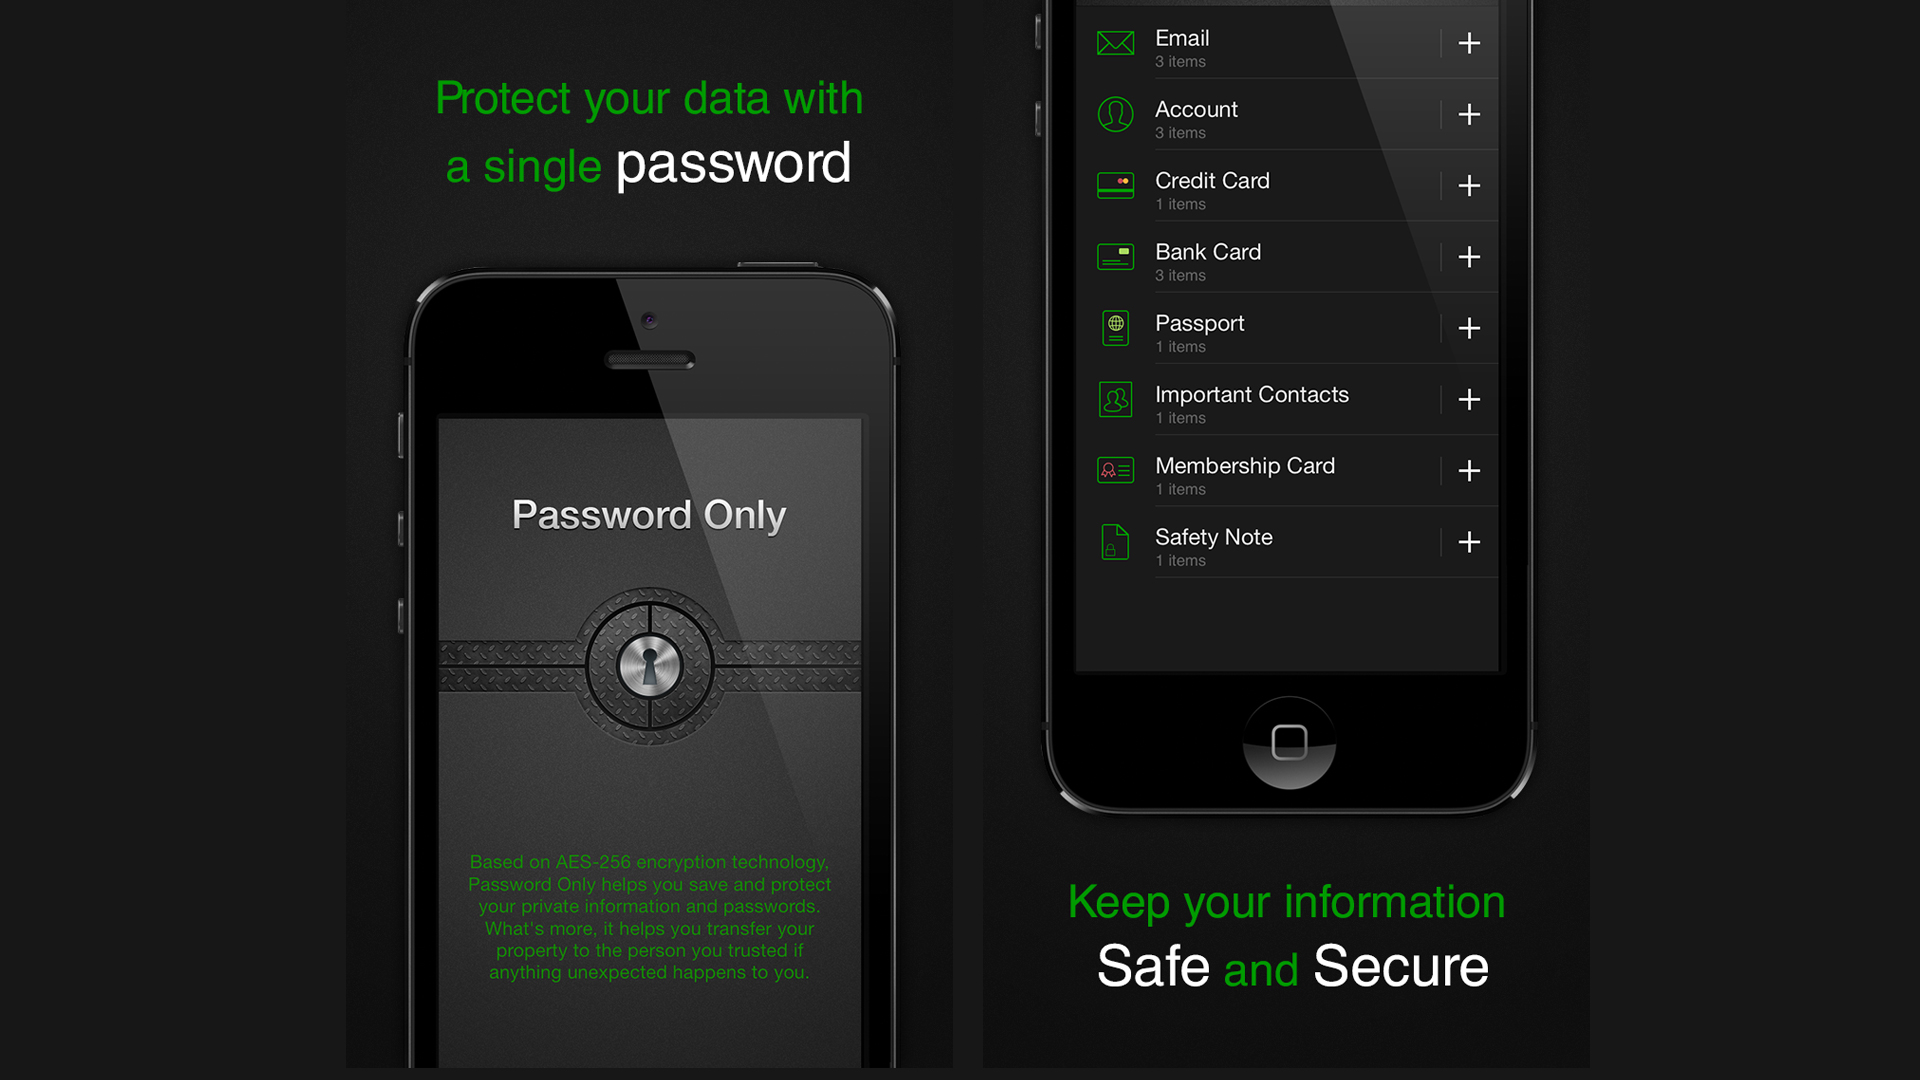 Protect your data with
a single password
Password Only
Based on AES-256 encryption technology,
Password Only helps you save and protect
your private information and passwords.
What's more, it helps you transfer your
property to the person you trusted if
anything unexpected happens to you.
Email
3 items
Account
3 items
Credit Card
1 items
Bank Card
3 items
Passport
1 items
Important Contacts
1 items
Membership Card
1 items
Safety Note
1 items
Keep your information
Safe and Secure